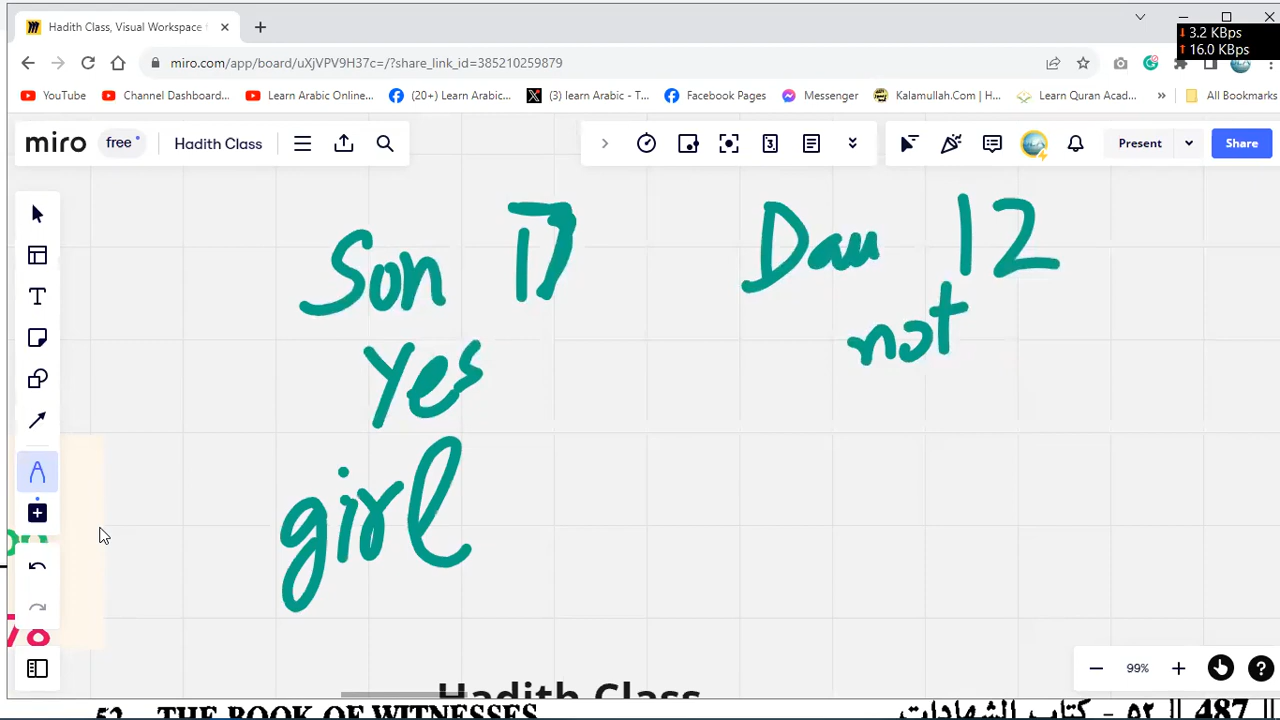 Hadith Class, Visual Workspace f
3.2 KBps
16.0 KBps
miro.com/app/board/uXjVPV9H37c=/?share_link_id=385210259879
YouTube
Channel Dashboard...
Learn Arabic Online...
(20+) Learn Arabic...
(3) learn Arabic - T...
Facebook Pages
Messenger
Kalamullah.Com | H...
Learn Quran Acad...
»
All Bookmarks
miro
free
Hadith Class
Present
Share
Son 17
Dau 12
yes
not
girl
78
99%
Hadith Class
52. THE BOOK OF WITNESSES
٥٢ - كتاب الشهادات
487